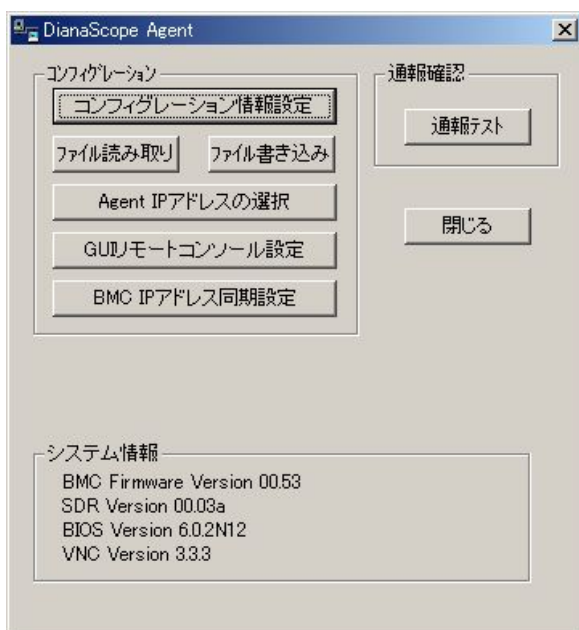 DianaScope Agent
コンフィグレーション
コンフィグレーション情報設定
ファイル読み取り
ファイル書き込み
Agent IPアドレスの選択
GUIリモートコンソール設定
BMC IPアドレス同期設定
通報確認
通報テスト
閉じる
システム情報
BMC Firmware Version 00.53
SDR Version 00.03a
BIOS Version 6.0.2N12
VNC Version 3.3.3